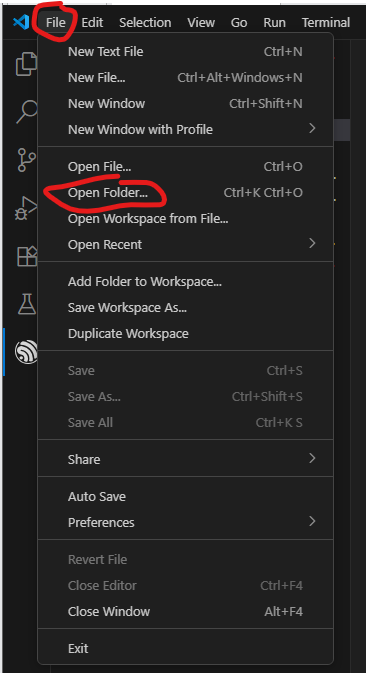 File Edit Selection View Go Run Terminal
New Text File Ctrl+N
New File... Ctrl+Alt+Windows+N
New Window Ctrl+Shift+N
New Window with Profile
Open File... Ctrl+O
Open Folder... Ctrl+K Ctrl+O
Open Workspace from File...
Open Recent
Add Folder to Workspace...
Save Workspace As...
Duplicate Workspace
Save Ctrl+S
Save As... Ctrl+Shift+S
Save All Ctrl+K S
Share
Auto Save
Preferences
Revert File
Close Editor Ctrl+F4
Close Window Alt+F4
Exit